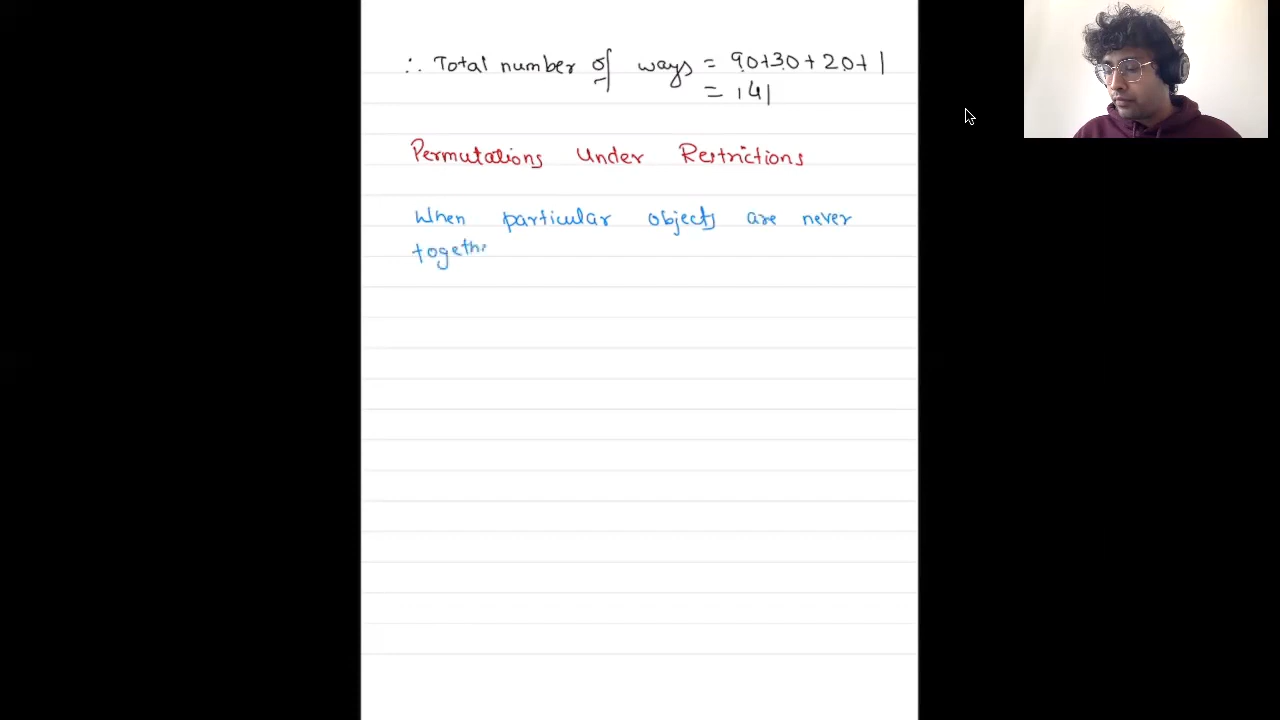 ∴ Total number of ways = 90+30+20+1
= 141
Permutations Under Restrictions
When particular objects are never
togeth